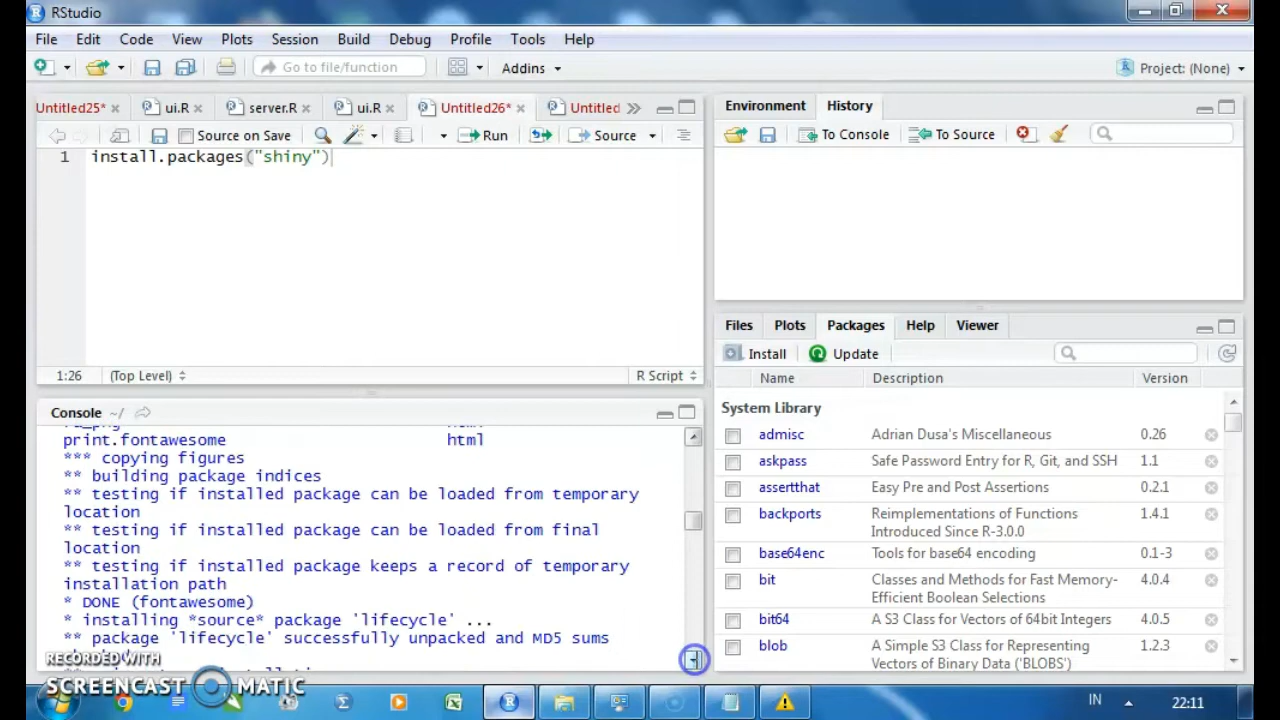 RStudio
File Edit Code View Plots Session Build Debug Profile Tools Help
Go to file/function Addins Project: (None)
Untitled25* ui.R server.R ui.R Untitled26* Untitled
Source on Save Run Source
1 install.packages("shiny")
1:26 (Top Level) R Script
Console ~/
print.fontawesome html
*** copying figures
** building package indices
** testing if installed package can be loaded from temporary
location
** testing if installed package can be loaded from final
location
** testing if installed package keeps a record of temporary
installation path
* DONE (fontawesome)
* installing *source* package 'lifecycle' ...
** package 'lifecycle' successfully unpacked and MD5 sums
Environment History
To Console To Source
Files Plots Packages Help Viewer
Install Update
Name Description Version
System Library
admisc Adrian Dusa's Miscellaneous 0.26
askpass Safe Password Entry for R, Git, and SSH 1.1
assertthat Easy Pre and Post Assertions 0.2.1
backports Reimplementations of Functions 1.4.1
Introduced Since R-3.0.0
base64enc Tools for base64 encoding 0.1-3
bit Classes and Methods for Fast Memory- 4.0.4
Efficient Boolean Selections
bit64 A S3 Class for Vectors of 64bit Integers 4.0.5
blob A Simple S3 Class for Representing 1.2.3
Vectors of Binary Data ('BLOBS')
RECORDED WITH
SCREENCAST MATIC
IN 22:11